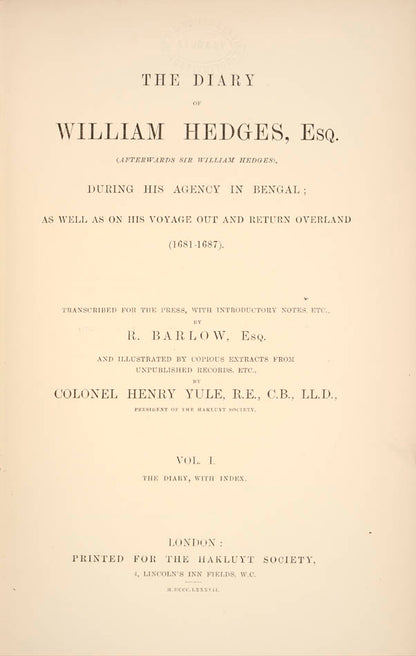 THE DIARY
OF
WILLIAM HEDGES, Esq.
(AFTERWARDS SIR WILLIAM HEDGES),
DURING HIS AGENCY IN BENGAL;
AS WELL AS ON HIS VOYAGE OUT AND RETURN OVERLAND
(1681-1687).
TRANSCRIBED FOR THE PRESS, WITH INTRODUCTORY NOTES, ETC.,
BY
R. BARLOW, Esq.
AND ILLUSTRATED BY COPIOUS EXTRACTS FROM
UNPUBLISHED RECORDS, ETC.,
BY
COLONEL HENRY YULE, R.E., C.B., LL.D.,
PRESIDENT OF THE HAKLUYT SOCIETY.
VOL. I.
THE DIARY, WITH INDEX.
LONDON:
PRINTED FOR THE HAKLUYT SOCIETY,
4, LINCOLN'S INN FIELDS, W.C.
M.DCCC.LXXXVII.